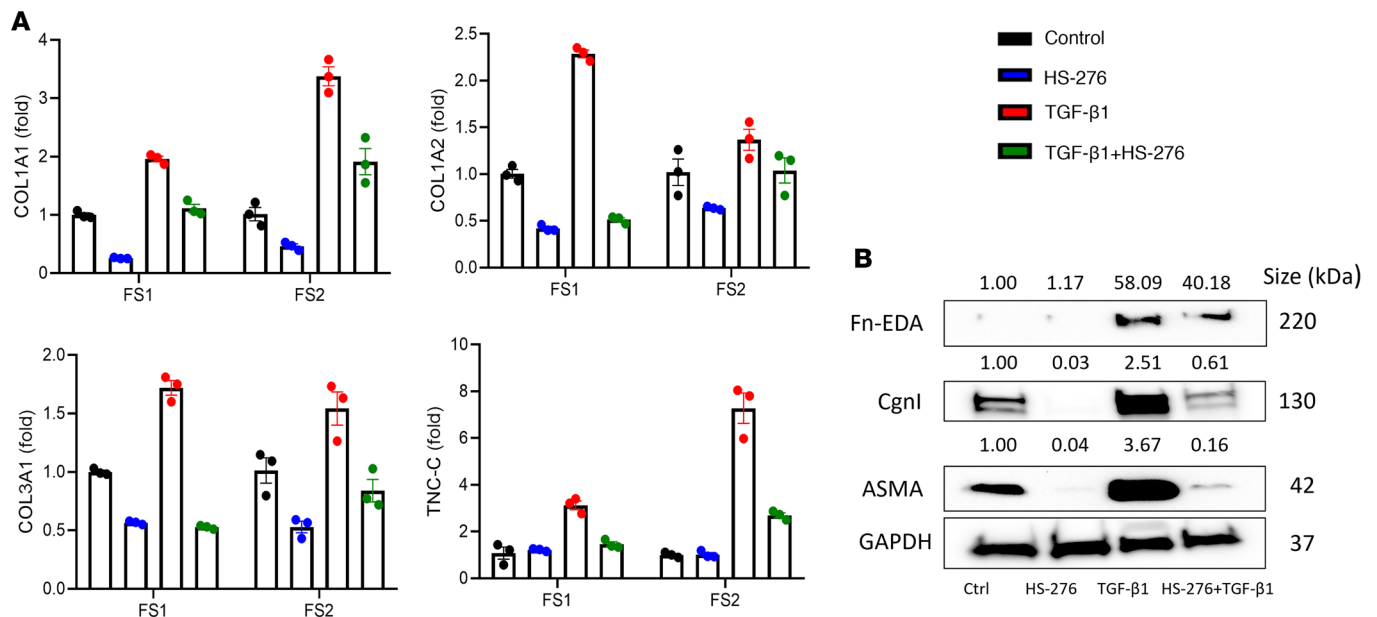 A
COL1A1 (fold)
4
3
2
1
0
FS1 FS2
COL1A2 (fold)
2.5
2.0
1.5
1.0
0.5
0.0
FS1 FS2
Control
HS-276
TGF-β1
TGF-β1+HS-276
COL3A1 (fold)
2.0
1.5
1.0
0.5
0.0
FS1 FS2
TNC-C (fold)
10
8
6
4
2
0
FS1 FS2
B
1.00 1.17 58.09 40.18 Size (kDa)
Fn-EDA 220
1.00 0.03 2.51 0.61
Cgnl 130
1.00 0.04 3.67 0.16
ASMA 42
GAPDH 37
Ctrl HS-276 TGF-β1 HS-276+TGF-β1